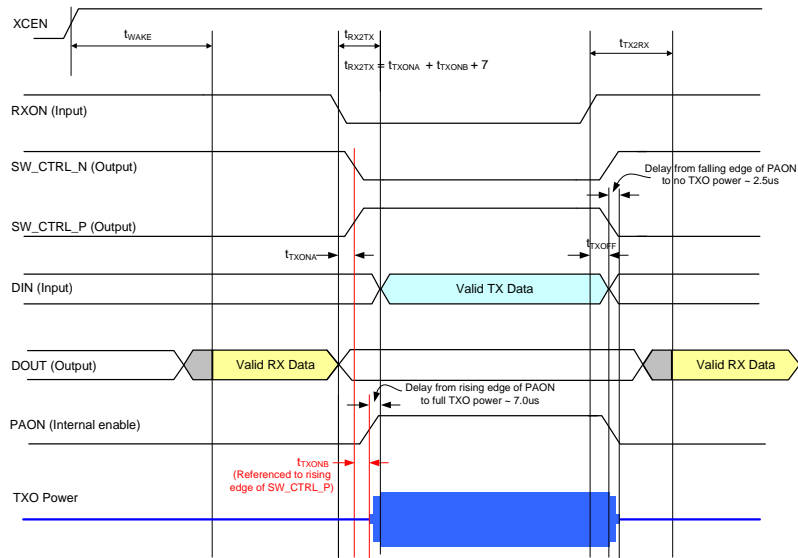 XCEN
tWAKE
tRX2TX
tTX2RX
tRX2TX = tTXONA + tTXONB + 7
RXON (Input)
SW_CTRL_N (Output)
Delay from falling edge of PAON
to no TXO power ~ 2.5us
SW_CTRL_P (Output)
tTXONA
tTXOFF
DIN (Input)
Valid TX Data
DOUT (Output)
Valid RX Data
Valid RX Data
Delay from rising edge of PAON
to full TXO power ~ 7.0us
PAON (Internal enable)
tTXONB
(Referenced to rising
edge of SW_CTRL_P)
TXO Power